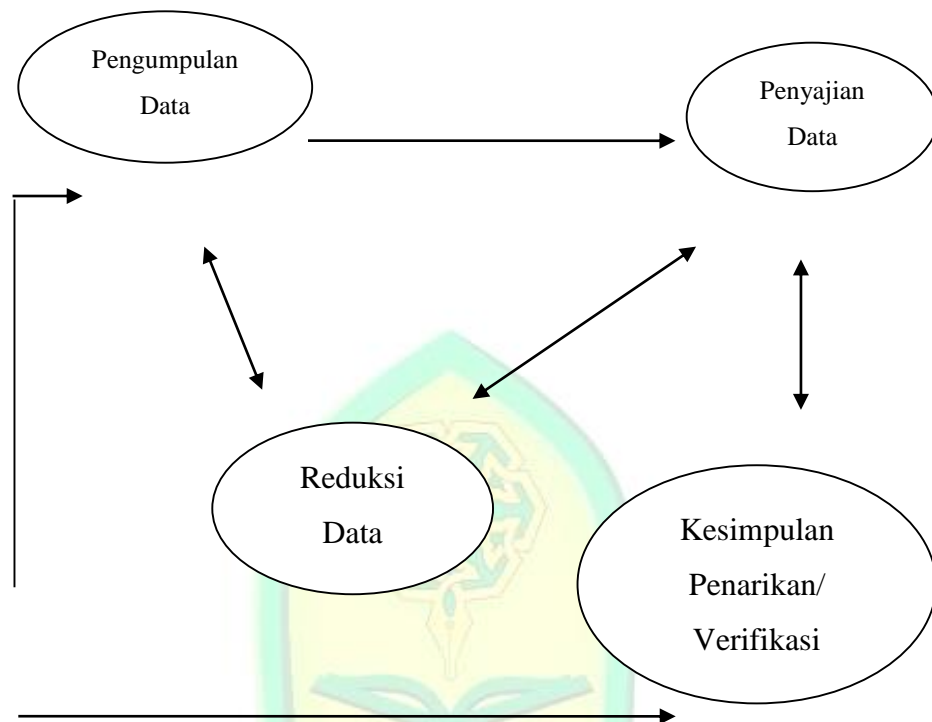 Pengumpulan
Data
Penyajian
Data
Reduksi
Data
Kesimpulan
Penarikan/
Verifikasi